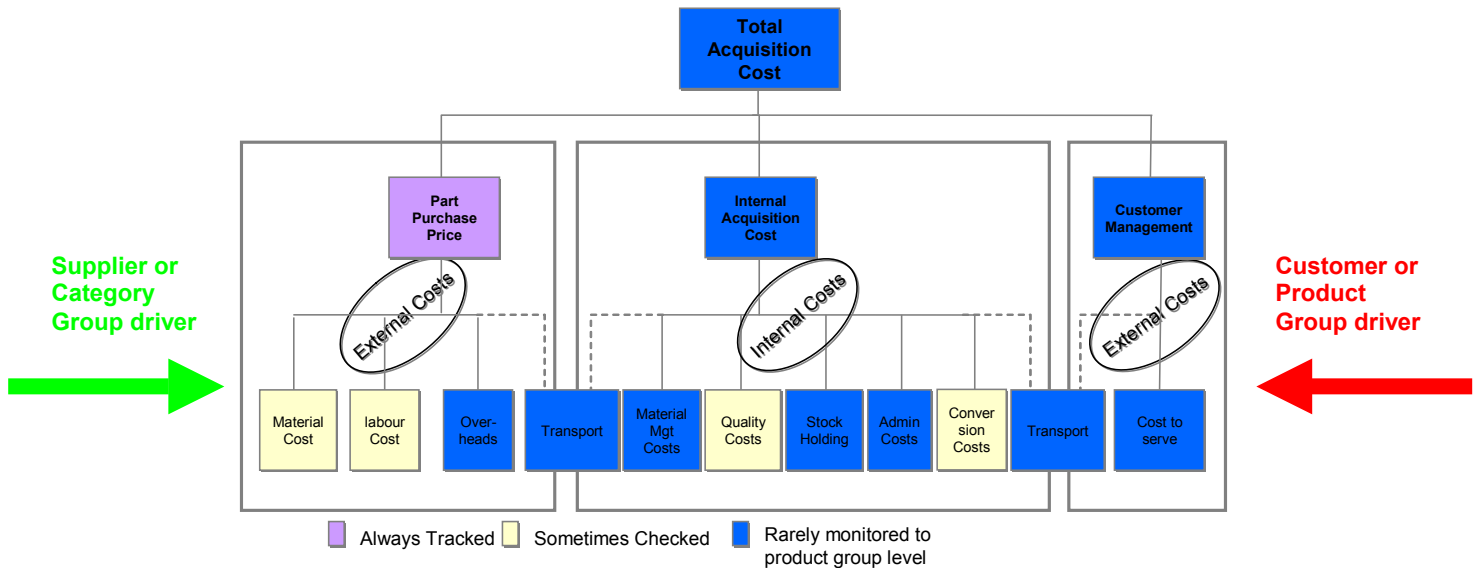 Total
Acquisition
Cost
Part
Purchase
Price
Internal
Acquisition
Cost
Customer
Management
Supplier or
Category
Group driver
External Costs
Internal Costs
External Costs
Customer or
Product
Group driver
Material
Cost
labour
Cost
Over-
heads
Transport
Material
Mgt
Costs
Quality
Costs
Stock
Holding
Admin
Costs
Conver
sion
Costs
Transport
Cost to
serve
Always Tracked
Sometimes Checked
Rarely monitored to
product group level